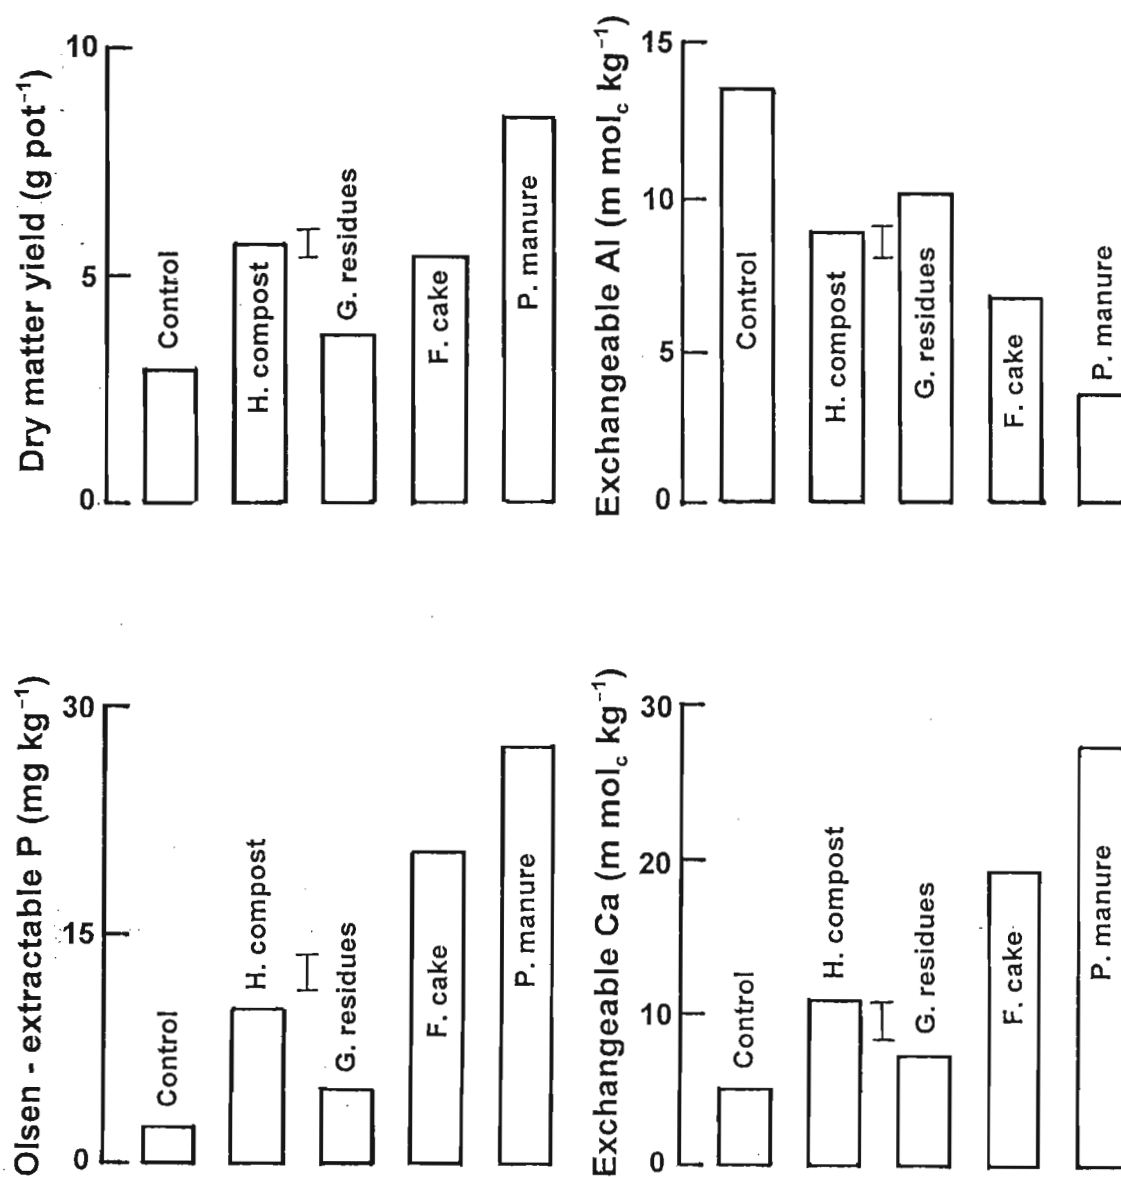 Dry matter yield (g pot⁻¹)
10
5
0
Control
H. compost
G. residues
F. cake
P. manure
Exchangeable Al (m molc kg⁻¹)
15
10
5
0
Control
H. compost
G. residues
F. cake
P. manure
Olsen - extractable P (mg kg⁻¹)
30
15
0
Control
H. compost
G. residues
F. cake
P. manure
Exchangeable Ca (m molc kg⁻¹)
30
20
10
0
Control
H. compost
G. residues
F. cake
P. manure